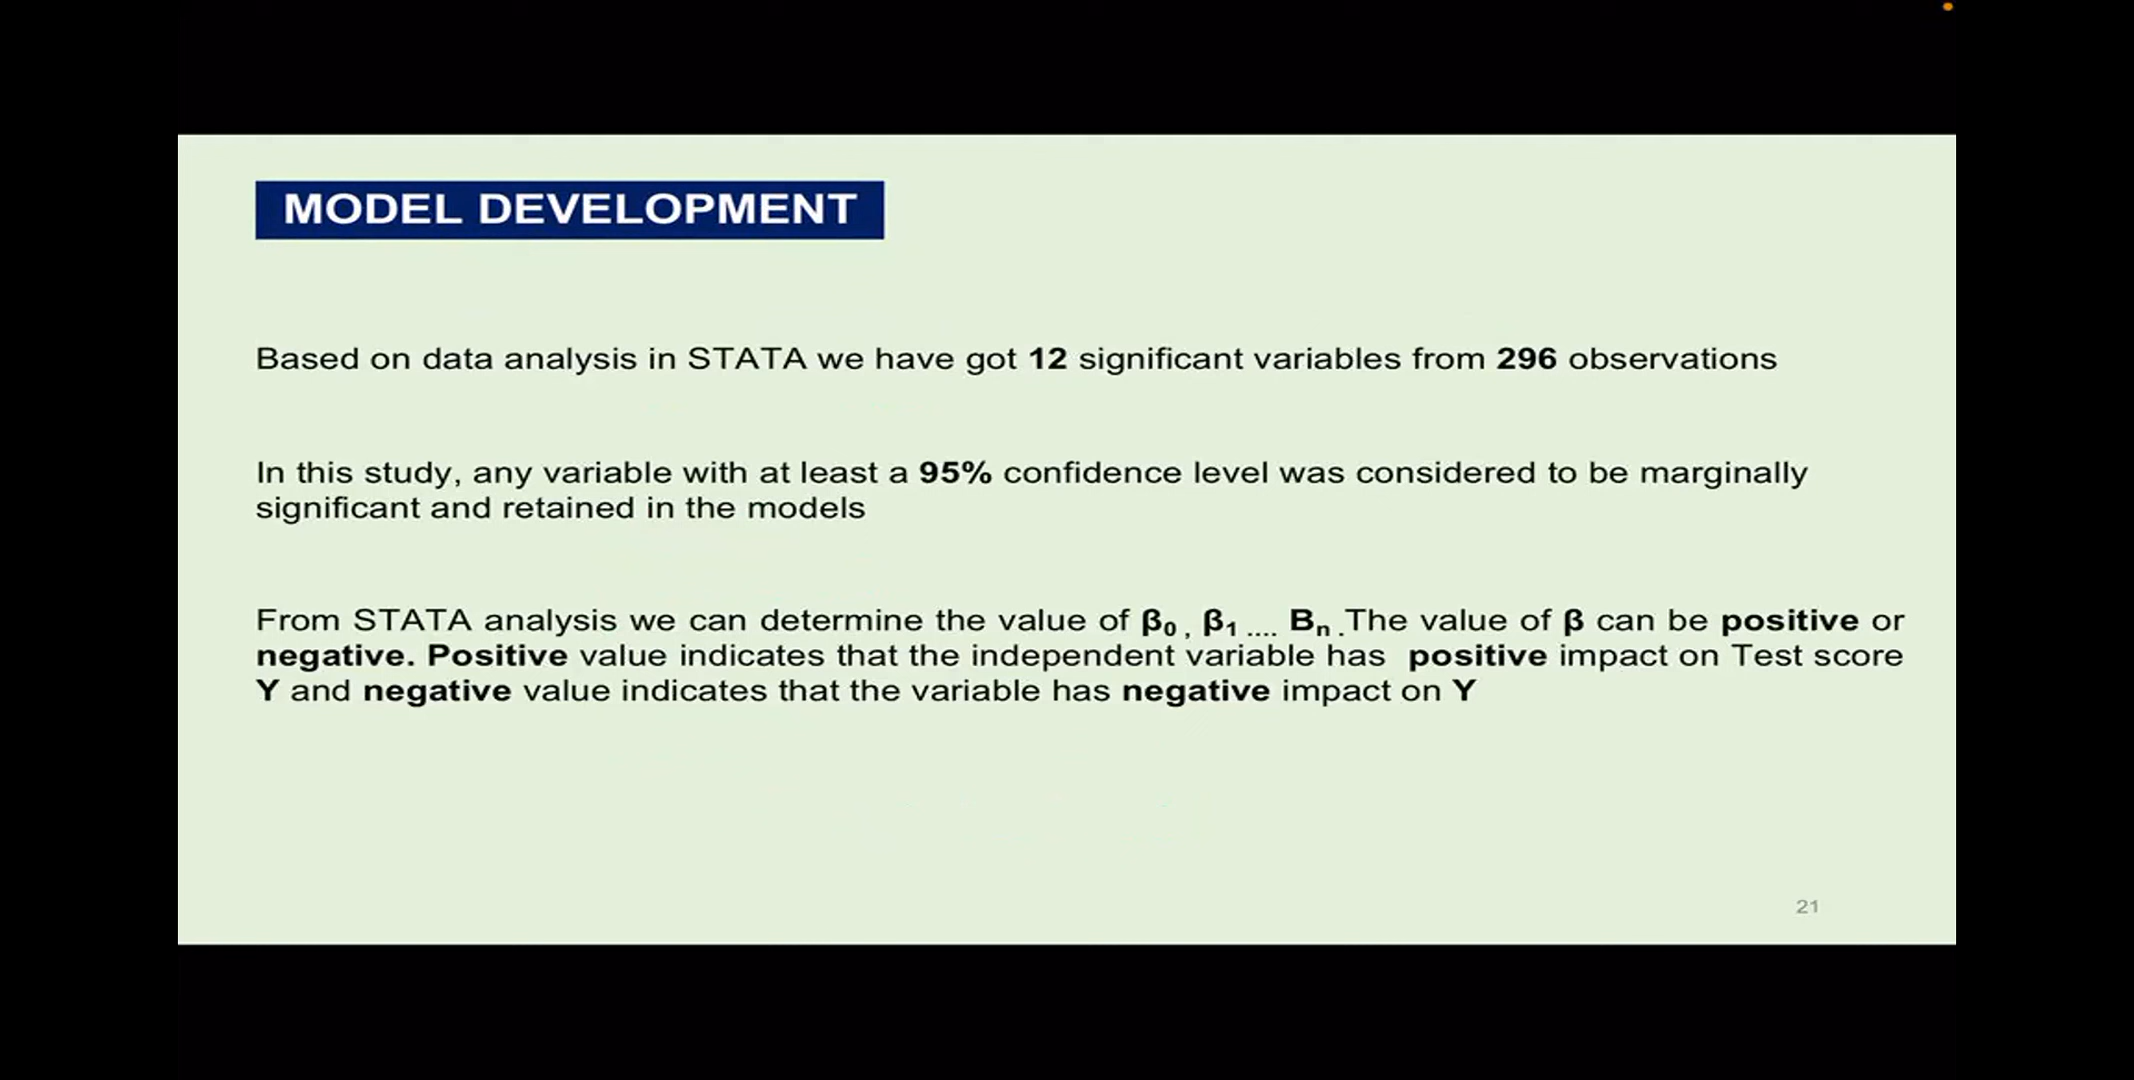 MODEL DEVELOPMENT
Based on data analysis in STATA we have got 12 significant variables from 296 observations
In this study, any variable with at least a 95% confidence level was considered to be marginally
significant and retained in the models
From STATA analysis we can determine the value of β₀ , β₁ .... Bₙ .The value of β can be positive or
negative. Positive value indicates that the independent variable has positive impact on Test score
Y and negative value indicates that the variable has negative impact on Y
21